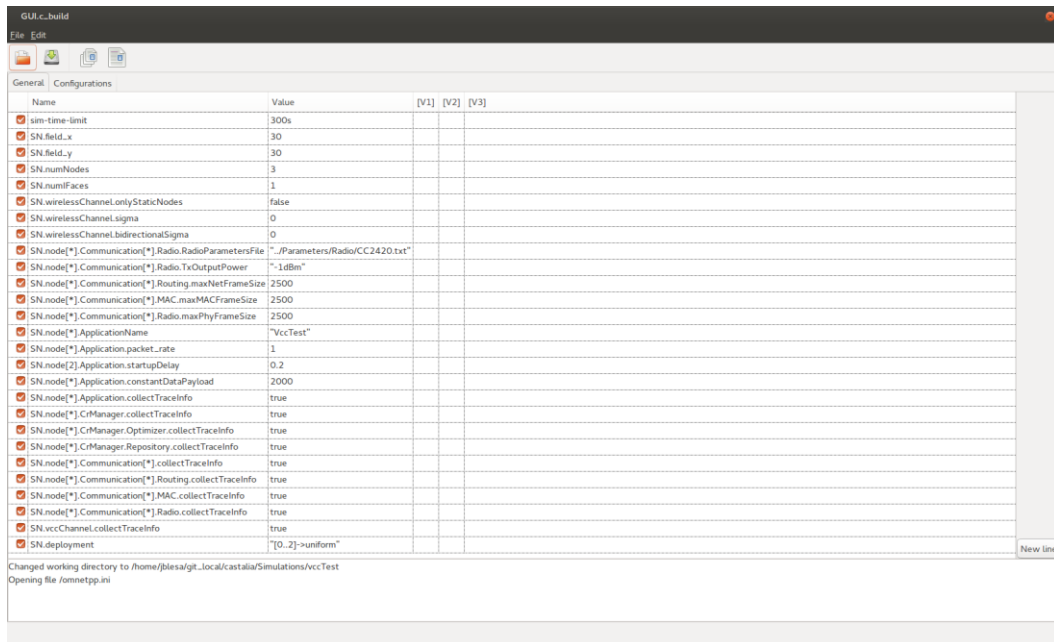 GUI.c_build
File Edit
General Configurations
Name Value [V1] [V2] [V3]
sim-time-limit 300s
SN.field_x 30
SN.field_y 30
SN.numNodes 3
SN.numIFaces 1
SN.wirelessChannel.onlyStaticNodes false
SN.wirelessChannel.sigma 0
SN.wirelessChannel.bidirectionalSigma 0
SN.node[*].Communication[*].Radio.RadioParametersFile "../Parameters/Radio/CC2420.txt"
SN.node[*].Communication[*].Radio.TxOutputPower "-1dBm"
SN.node[*].Communication[*].Routing.maxNetFrameSize 2500
SN.node[*].Communication[*].MAC.maxMACFrameSize 2500
SN.node[*].Communication[*].Radio.maxPhyFrameSize 2500
SN.node[*].ApplicationName "VccTest"
SN.node[*].Application.packet_rate 1
SN.node[2].Application.startupDelay 0.2
SN.node[*].Application.constantDataPayload 2000
SN.node[*].Application.collectTraceInfo true
SN.node[*].CrManager.collectTraceInfo true
SN.node[*].CrManager.Optimizer.collectTraceInfo true
SN.node[*].CrManager.Repository.collectTraceInfo true
SN.node[*].Communication[*].collectTraceInfo true
SN.node[*].Communication[*].Routing.collectTraceInfo true
SN.node[*].Communication[*].MAC.collectTraceInfo true
SN.node[*].Communication[*].Radio.collectTraceInfo true
SN.vccChannel.collectTraceInfo true
SN.deployment "[0..2]->uniform"
New line
Changed working directory to /home/jblesa/git_local/castalia/Simulations/vccTest
Opening file /omnetpp.ini